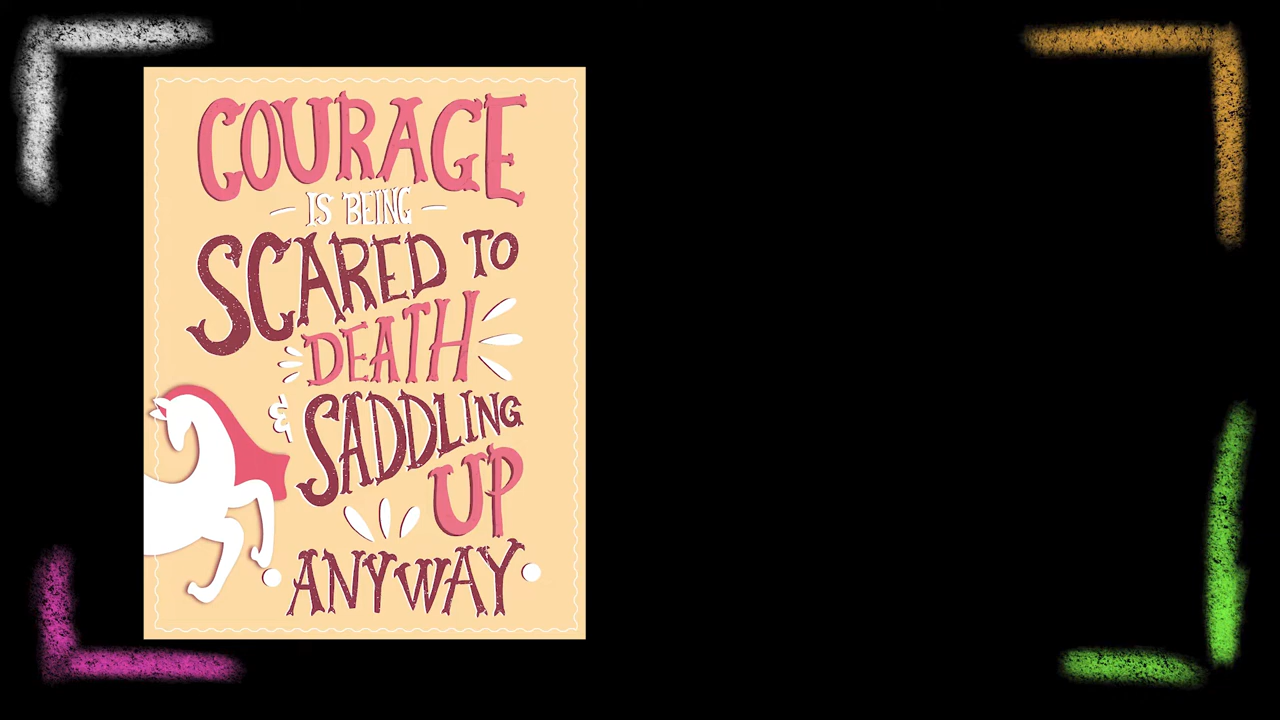 COURAGE
IS BEING
SCARED TO
DEATH
& SADDLING
UP
ANYWAY